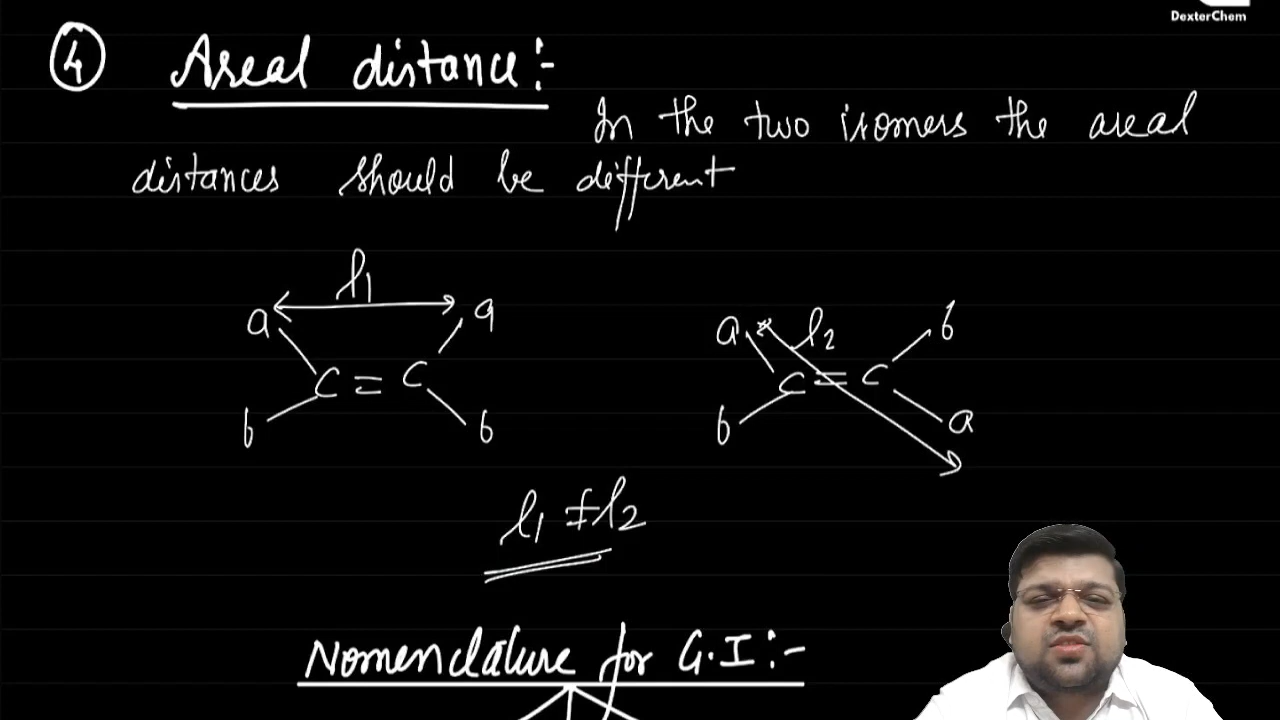 DexterChem
④ Areal distance:-
In the two isomers the areal
distances should be different
l₁
a a
C = C
b b
a l₂ b
C = C
b a
l₁ ≠ l₂
Nomenclature for G.I:-